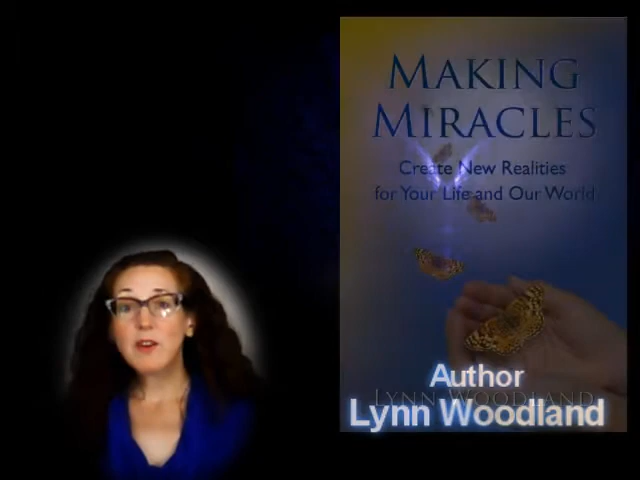 MAKING
MIRACLES
Create New Realities
for Your Life and Our World
Author
LYNN WOODLAND
Lynn Woodland